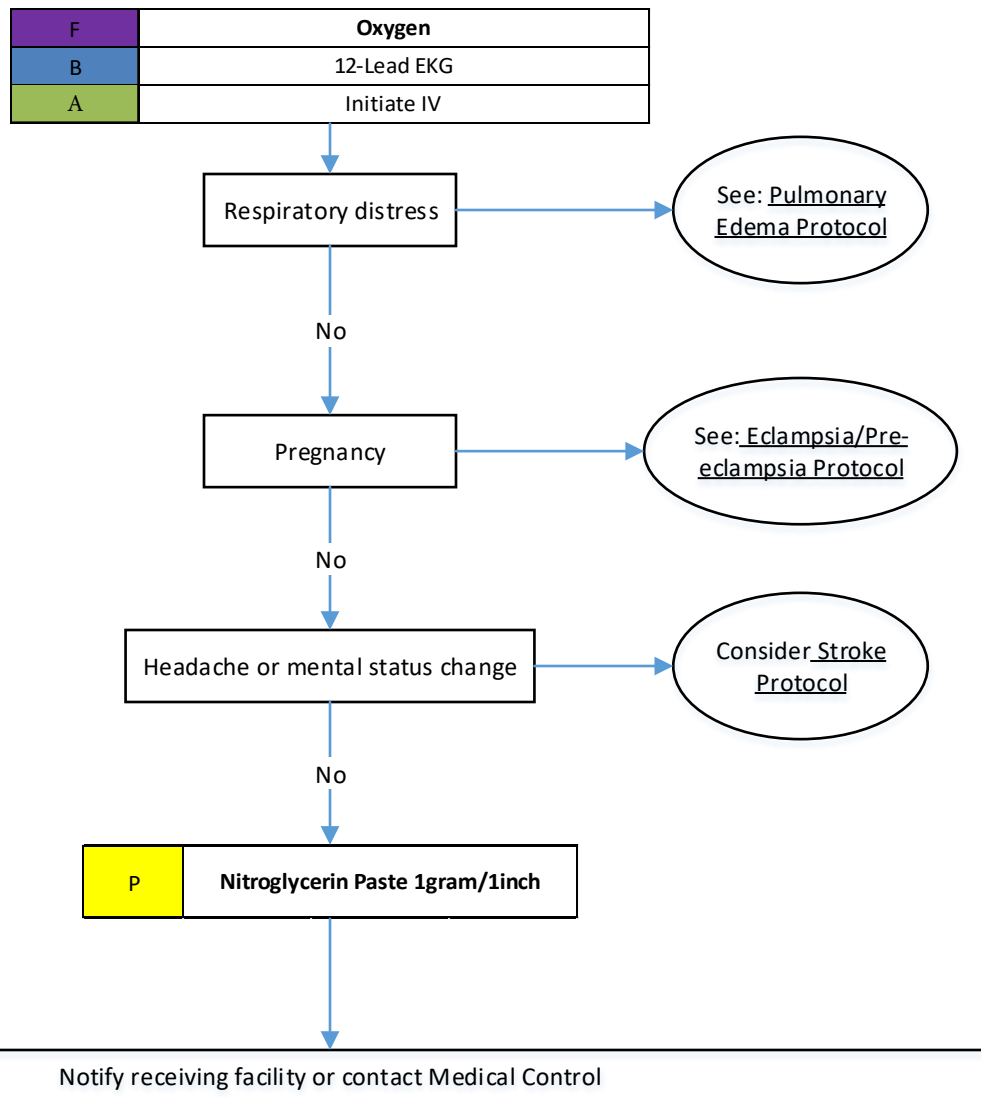 F Oxygen
B 12-Lead EKG
A Initiate IV
Respiratory distress
See: Pulmonary
Edema Protocol
No
Pregnancy
See: Eclampsia/Pre-
eclampsia Protocol
No
Headache or mental status change
Consider Stroke
Protocol
No
P Nitroglycerin Paste 1gram/1inch
Notify receiving facility or contact Medical Control